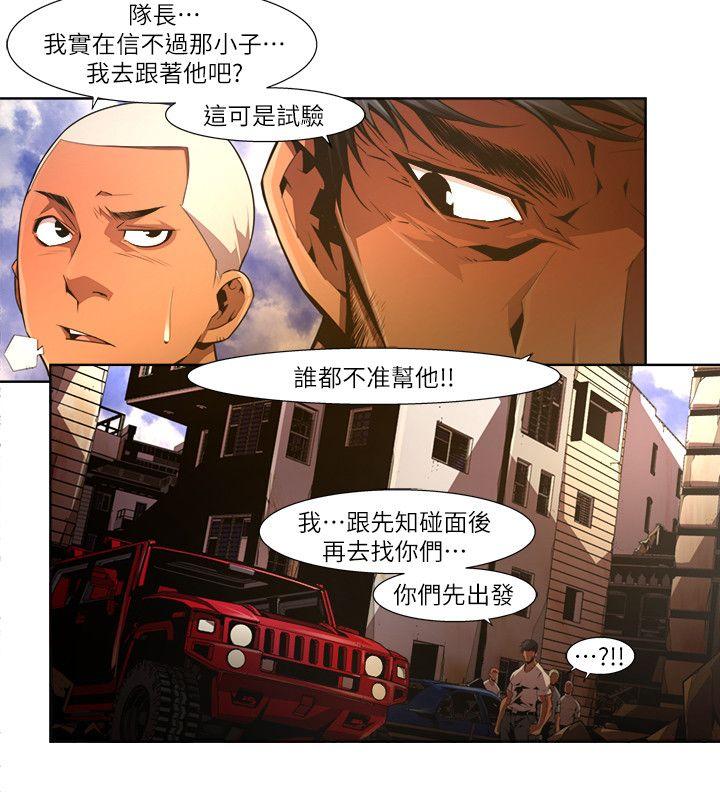 隊長…
我實在信不過那小子…
我去跟著他吧?
這可是試驗
誰都不准幫他!!
我…跟先知碰面後
再去找你們…
你們先出發
…?!!